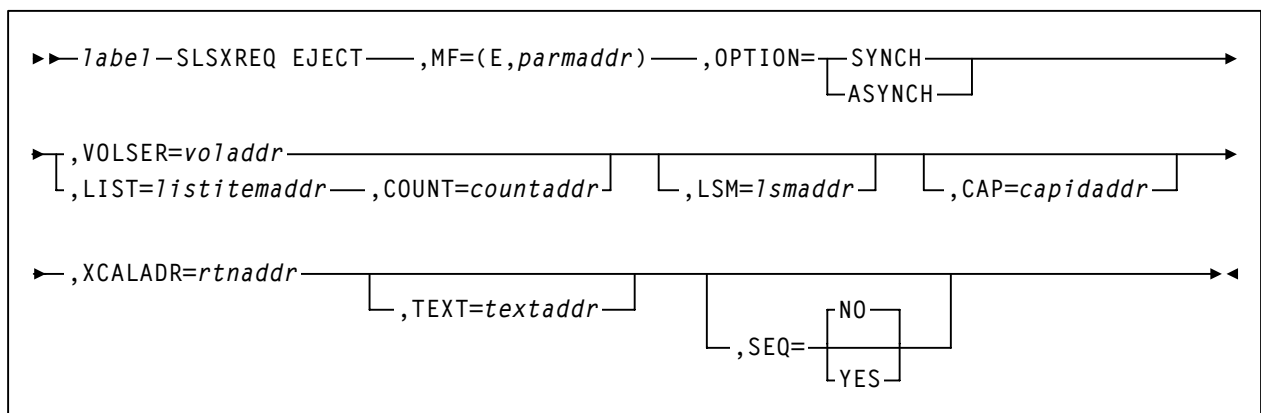 label SLSXREQ EJECT ,MF=(E,parmaddr) ,OPTION= SYNCH
ASYNCH
,VOLSER=voladdr
,LIST=listitemaddr ,COUNT=countaddr ,LSM=lsmaddr ,CAP=capidaddr
,XCALADR=rtnaddr
,TEXT=textaddr
NO
,SEQ=
YES